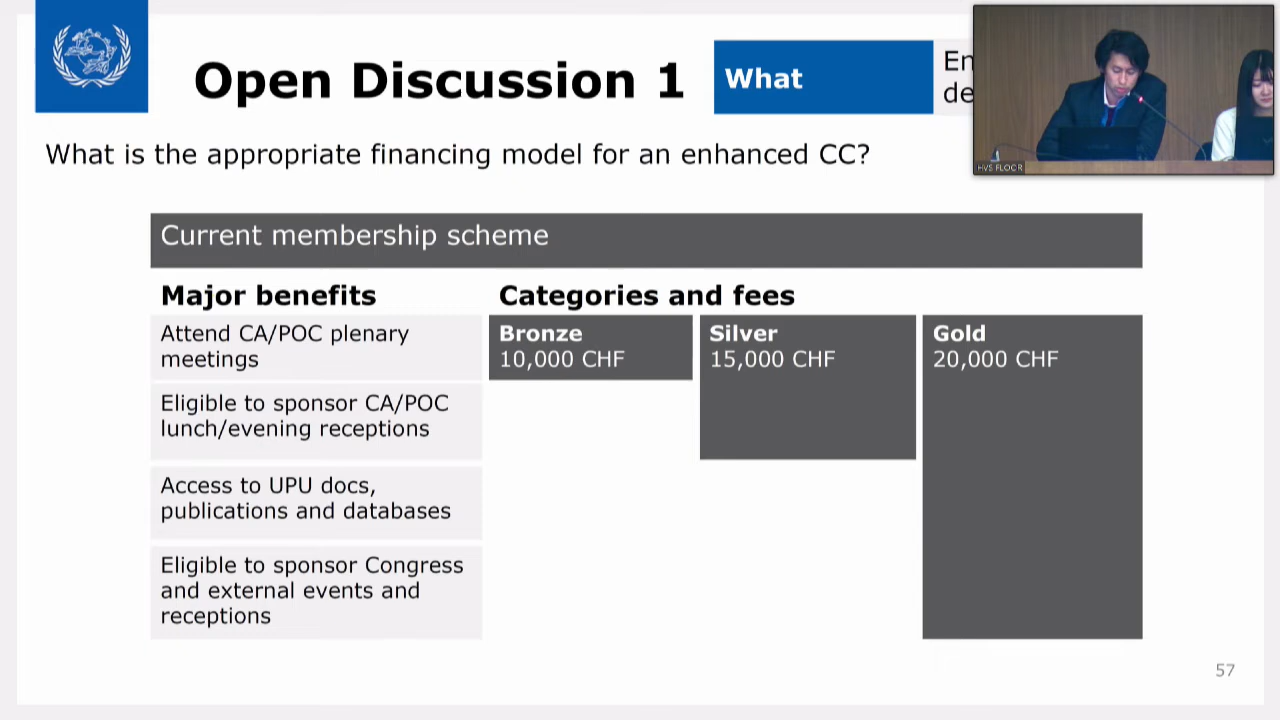 Open Discussion 1
What
En
de
What is the appropriate financing model for an enhanced CC?
HVS FLOOR
Current membership scheme
Major benefits
Categories and fees
Attend CA/POC plenary
meetings
Bronze
10,000 CHF
Silver
15,000 CHF
Gold
20,000 CHF
Eligible to sponsor CA/POC
lunch/evening receptions
Access to UPU docs,
publications and databases
Eligible to sponsor Congress
and external events and
receptions
57